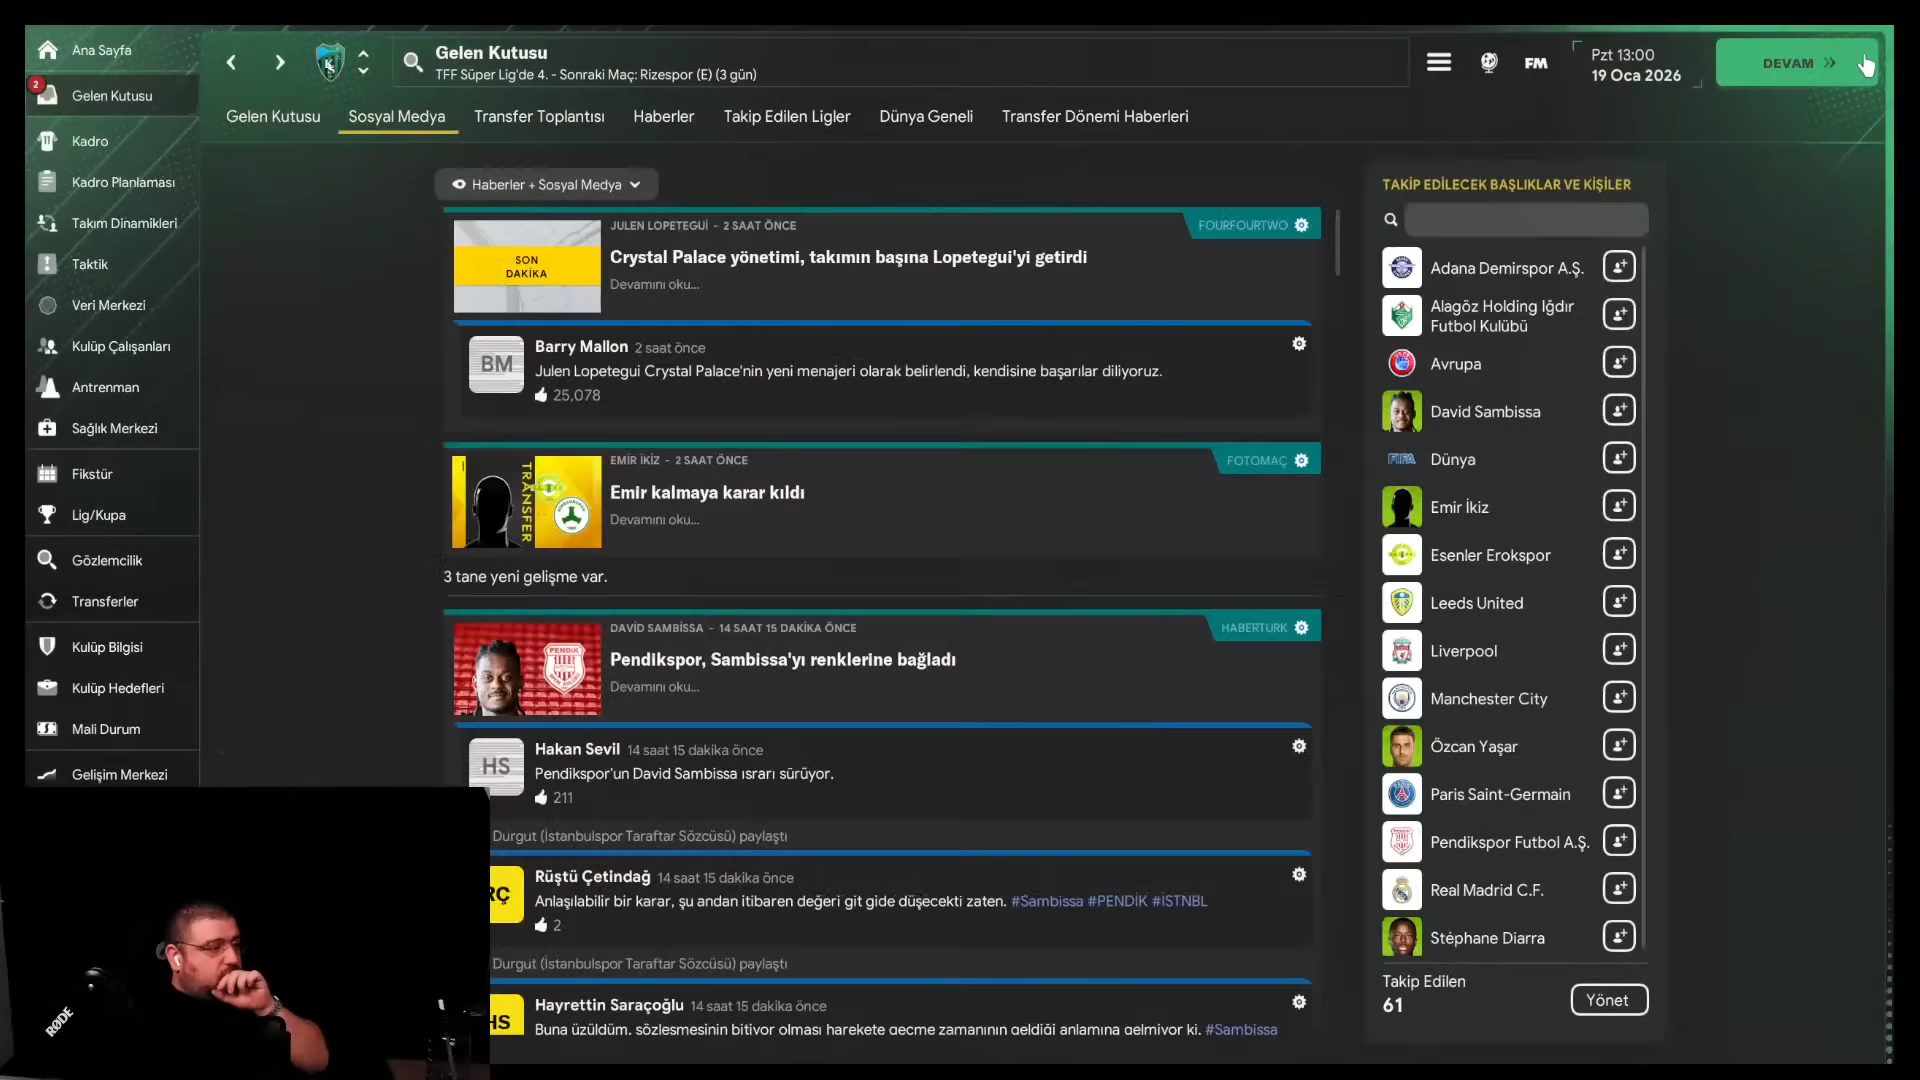 Ana Sayfa
2
Gelen Kutusu
Kadro
Kadro Planlaması
Takım Dinamikleri
Taktik
Veri Merkezi
Kulüp Çalışanları
Antrenman
Sağlık Merkezi
Fikstür
Lig/Kupa
Gözlemcilik
Transferler
Kulüp Bilgisi
Kulüp Hedefleri
Mali Durum
Gelişim Merkezi
Gelen Kutusu
TFF Süper Lig'de 4. - Sonraki Maç: Rizespor (E) (3 gün)
FM
Pzt 13:00
19 Oca 2026
DEVAM
Gelen Kutusu
Sosyal Medya
Transfer Toplantısı
Haberler
Takip Edilen Ligler
Dünya Geneli
Transfer Dönemi Haberleri
Haberler + Sosyal Medya
SON
DAKİKA
JULEN LOPETEGUİ - 2 SAAT ÖNCE
FOURFOURTWO
Crystal Palace yönetimi, takımın başına Lopetegui'yi getirdi
Devamını oku...
BM
Barry Mallon 2 saat önce
Julen Lopetegui Crystal Palace'nin yeni menajeri olarak belirlendi, kendisine başarılar diliyoruz.
25,078
TRANSFER
EMİR İKİZ - 2 SAAT ÖNCE
FOTOMAÇ
Emir kalmaya karar kıldı
Devamını oku...
3 tane yeni gelişme var.
PENDİK
DAVİD SAMBİSSA - 14 SAAT 15 DAKİKA ÖNCE
HABERTÜRK
Pendikspor, Sambissa'yı renklerine bağladı
Devamını oku...
HS
Hakan Sevil 14 saat 15 dakika önce
Pendikspor'un David Sambissa ısrarı sürüyor.
211
Durgut (İstanbulspor Taraftar Sözcüsü) paylaştı
RÇ
Rüştü Çetindağ 14 saat 15 dakika önce
Anlaşılabilir bir karar, şu andan itibaren değeri git gide düşecekti zaten. #Sambissa #PENDİK #İSTNBL
2
Durgut (İstanbulspor Taraftar Sözcüsü) paylaştı
HS
Hayrettin Saraçoğlu 14 saat 15 dakika önce
Buna üzüldüm, sözleşmesinin bitiyor olması harekete geçme zamanının geldiği anlamına gelmiyor ki. #Sambissa
TAKİP EDİLECEK BAŞLIKLAR VE KİŞİLER
Adana Demirspor A.Ş.
Alagöz Holding Iğdır
Futbol Kulübü
Avrupa
David Sambissa
FIFA
Dünya
Emir İkiz
Esenler Erokspor
Leeds United
Liverpool
Manchester City
Özcan Yaşar
Paris Saint-Germain
Pendikspor Futbol A.Ş.
Real Madrid C.F.
Stéphane Diarra
Takip Edilen
61
Yönet
RØDE